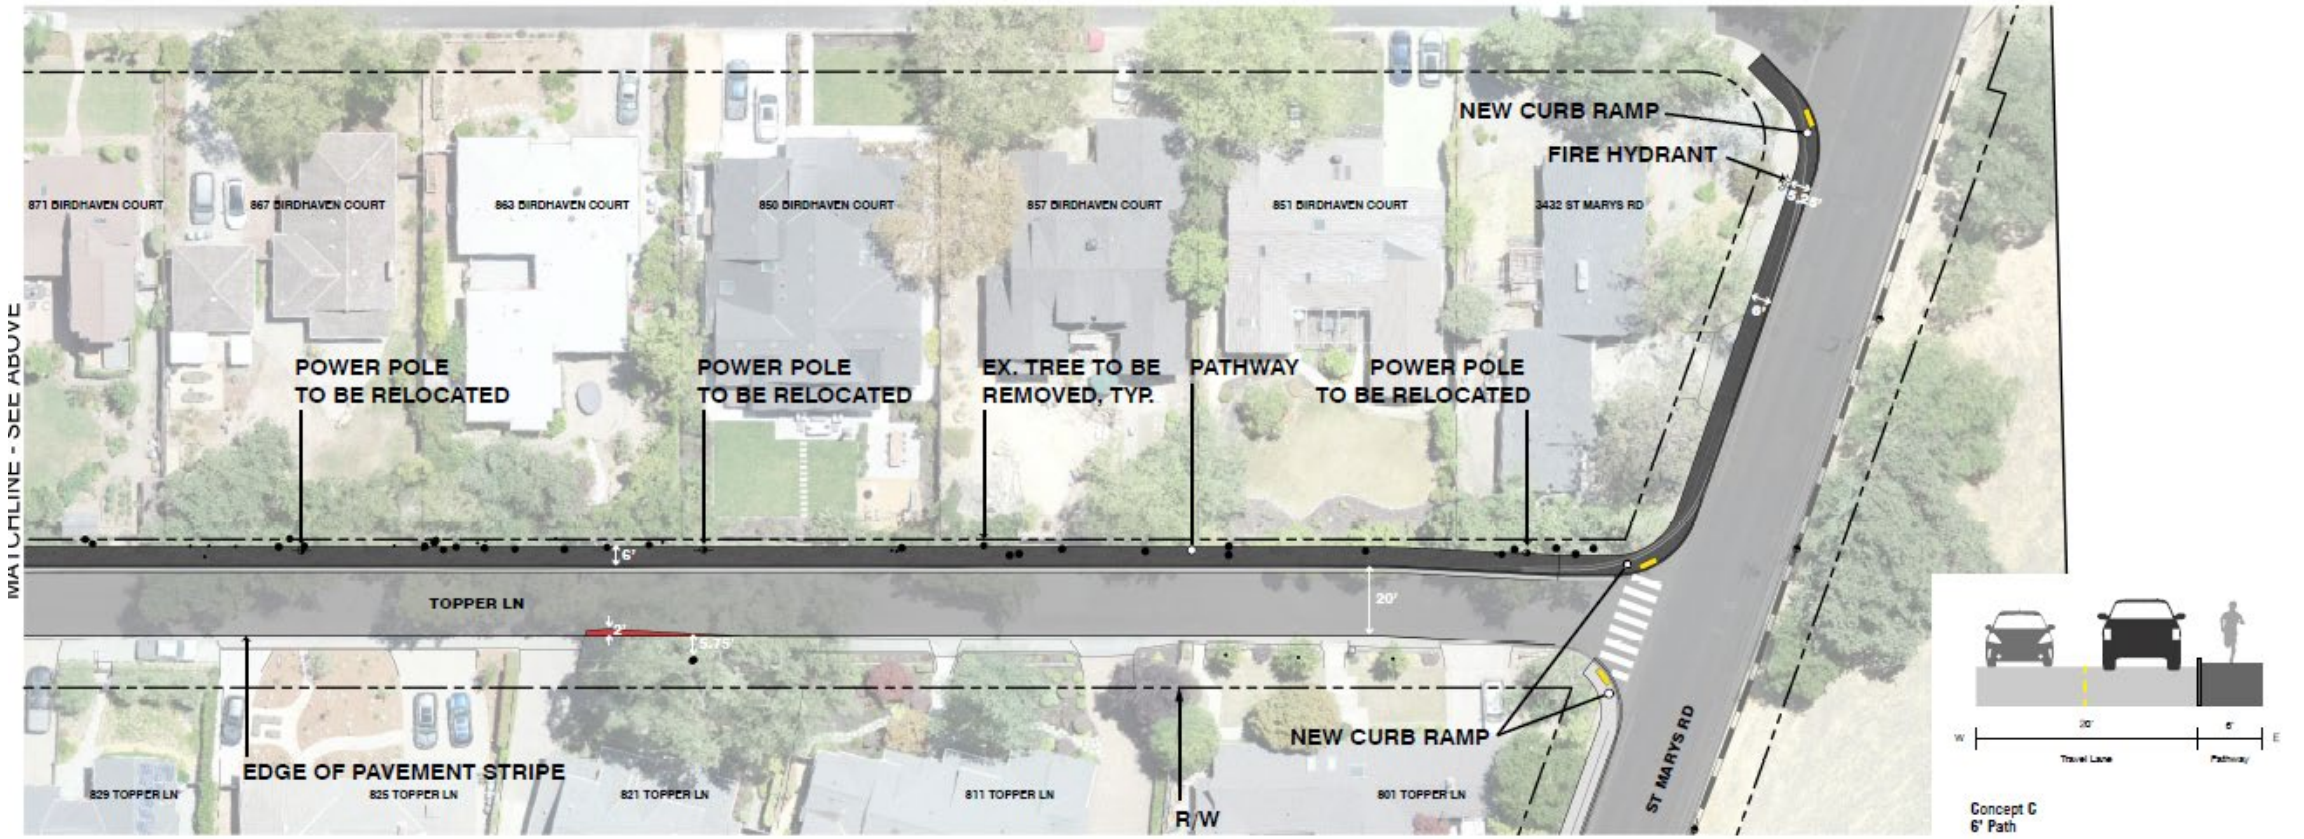 MATCHLINE - SEE ABOVE
NEW CURB RAMP
FIRE HYDRANT
5.25'
871 BIRDHAVEN COURT
867 BIRDHAVEN COURT
863 BIRDHAVEN COURT
850 BIRDHAVEN COURT
857 BIRDHAVEN COURT
851 BIRDHAVEN COURT
3432 ST MARYS RD
6'
POWER POLE
TO BE RELOCATED
POWER POLE
TO BE RELOCATED
EX. TREE TO BE
REMOVED, TYP.
PATHWAY
POWER POLE
TO BE RELOCATED
6'
TOPPER LN
20'
2'
5.75'
NEW CURB RAMP
ST MARYS RD
EDGE OF PAVEMENT STRIPE
829 TOPPER LN
825 TOPPER LN
821 TOPPER LN
811 TOPPER LN
801 TOPPER LN
R/W
W
20'
6'
E
Travel Lane
Pathway
Concept C
6' Path